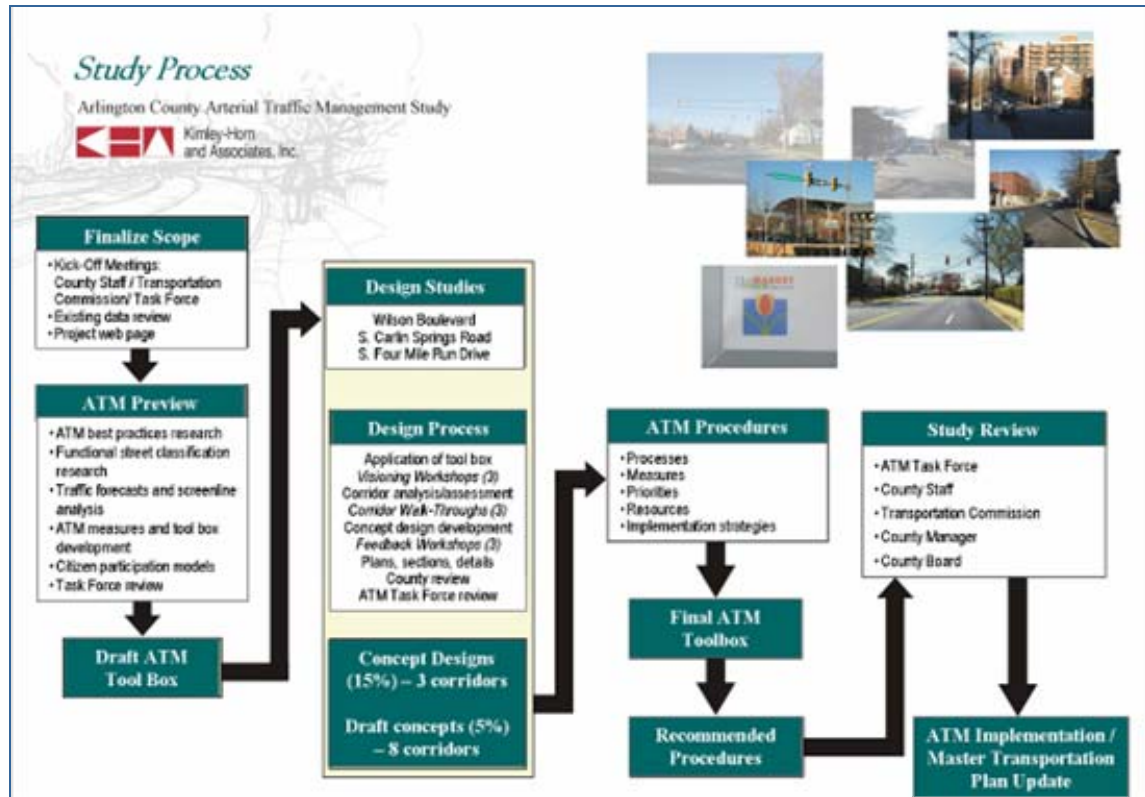 Study Process
Arlington County Arterial Traffic Management Study
Kimley-Horn
and Associates, Inc.
Finalize Scope
• Kick-Off Meetings:
County Staff / Transportation
Commission/ Task Force
• Existing data review
• Project web page
ATM Preview
• ATM best practices research
• Functional street classification
research
• Traffic forecasts and screenline
analysis
• ATM measures and tool box
development
• Citizen participation models
• Task Force review
Draft ATM
Tool Box
Design Studies
Wilson Boulevard
S. Carlin Springs Road
S. Four Mile Run Drive
Design Process
Application of tool box
Visioning Workshops (3)
Corridor analysis/assessment
Corridor Walk-Throughs (3)
Concept design development
Feedback Workshops (3)
Plans, sections, details
County review
ATM Task Force review
Concept Designs
(15%) – 3 corridors
Draft concepts (5%)
– 8 corridors
ATM Procedures
• Processes
• Measures
• Priorities
• Resources
• Implementation strategies
Final ATM
Toolbox
Recommended
Procedures
Study Review
• ATM Task Force
• County Staff
• Transportation Commission
• County Manager
• County Board
ATM Implementation /
Master Transportation
Plan Update